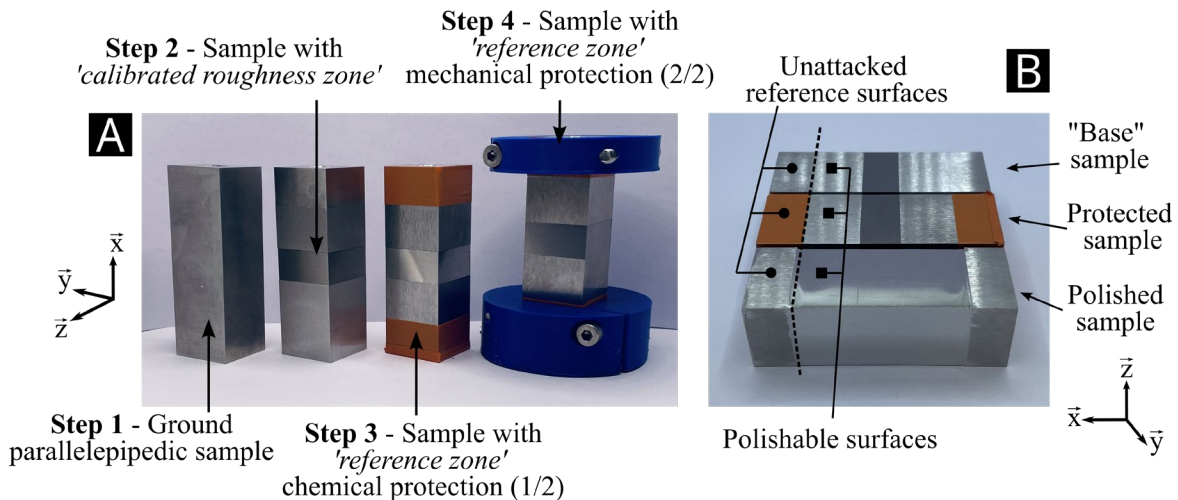 Step 2 - Sample with
'calibrated roughness zone'
Step 4 - Sample with
'reference zone'
mechanical protection (2/2)
A
x
y
z
Step 1 - Ground
parallelepipedic sample
Step 3 - Sample with
'reference zone'
chemical protection (1/2)
Unattacked
reference surfaces
B
"Base"
sample
Protected
sample
Polished
sample
Polishable surfaces
z
x
y